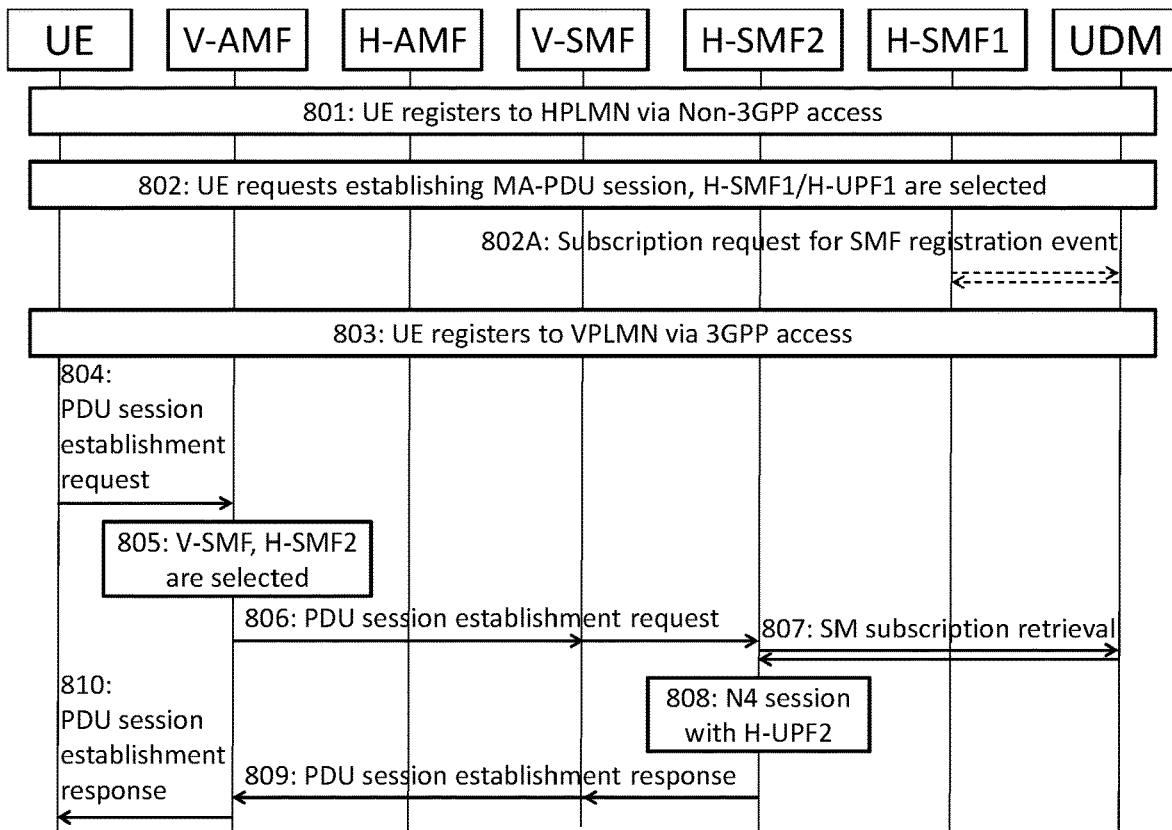 UE V-AMF H-AMF V-SMF H-SMF2 H-SMF1 UDM
801: UE registers to HPLMN via Non-3GPP access
802: UE requests establishing MA-PDU session, H-SMF1/H-UPF1 are selected
802A: Subscription request for SMF registration event
803: UE registers to VPLMN via 3GPP access
804:
PDU session
establishment
request
805: V-SMF, H-SMF2
are selected
806: PDU session establishment request
807: SM subscription retrieval
808: N4 session
with H-UPF2
809: PDU session establishment response
810:
PDU session
establishment
response